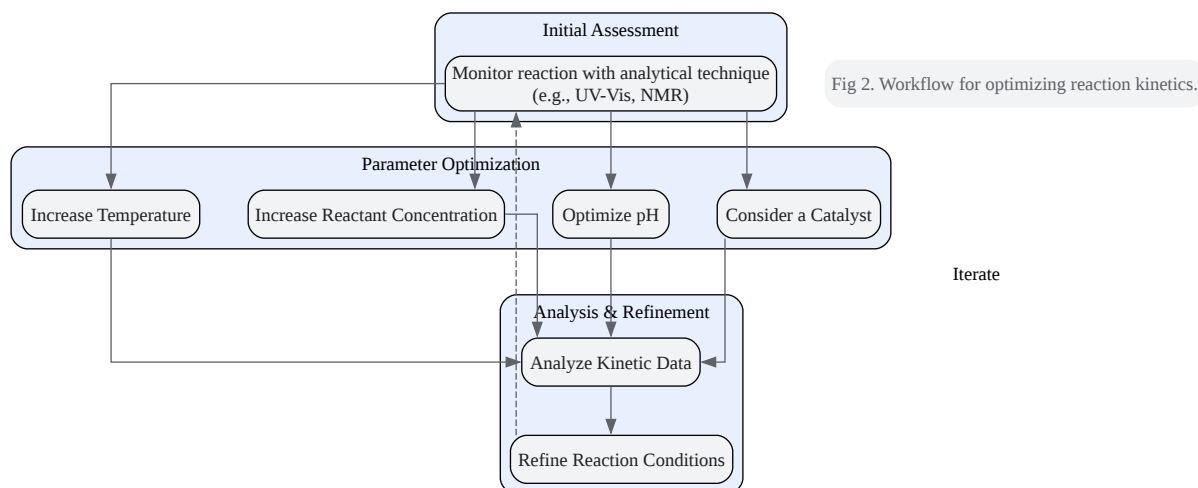 Initial Assessment
Monitor reaction with analytical technique
(e.g., UV-Vis, NMR)
Fig 2. Workflow for optimizing reaction kinetics.
Parameter Optimization
Increase Temperature
Increase Reactant Concentration
Optimize pH
Consider a Catalyst
Iterate
Analysis & Refinement
Analyze Kinetic Data
Refine Reaction Conditions